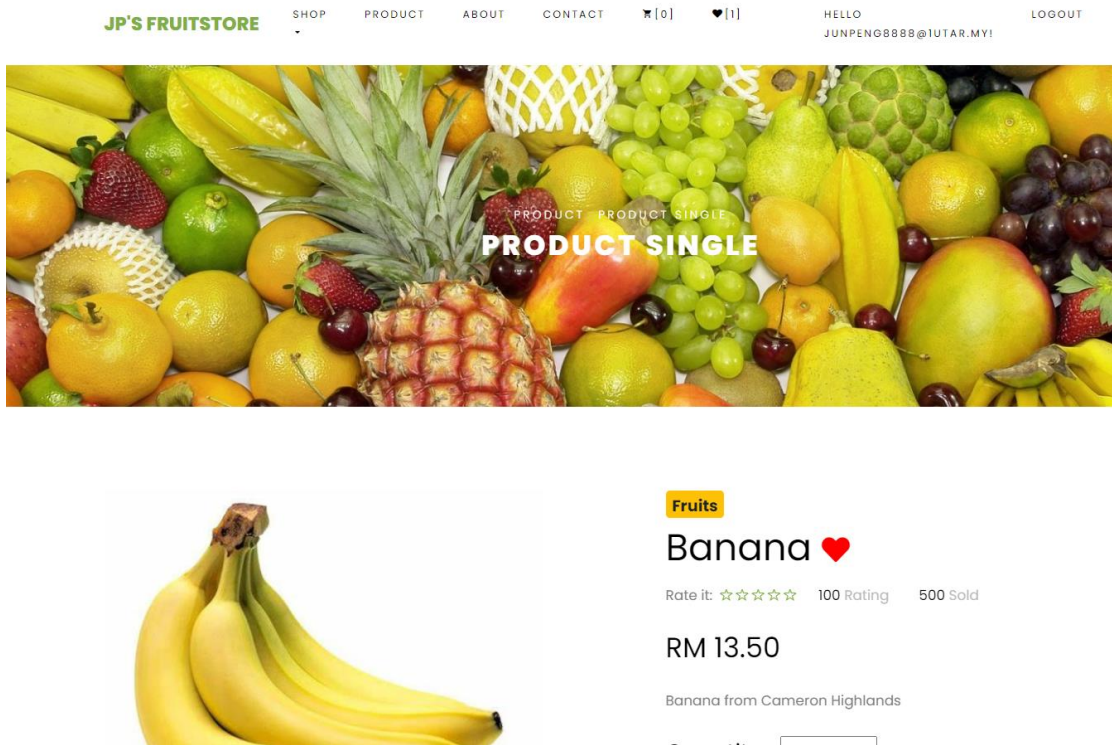 JP'S FRUITSTORE
SHOP
PRODUCT
ABOUT
CONTACT
[0]
[1]
HELLO
JUNPENG8888@1UTAR.MY!
LOGOUT
PRODUCT PRODUCT SINGLE
PRODUCT SINGLE
Fruits
Banana
Rate it: 100 Rating 500 Sold
RM 13.50
Banana from Cameron Highlands